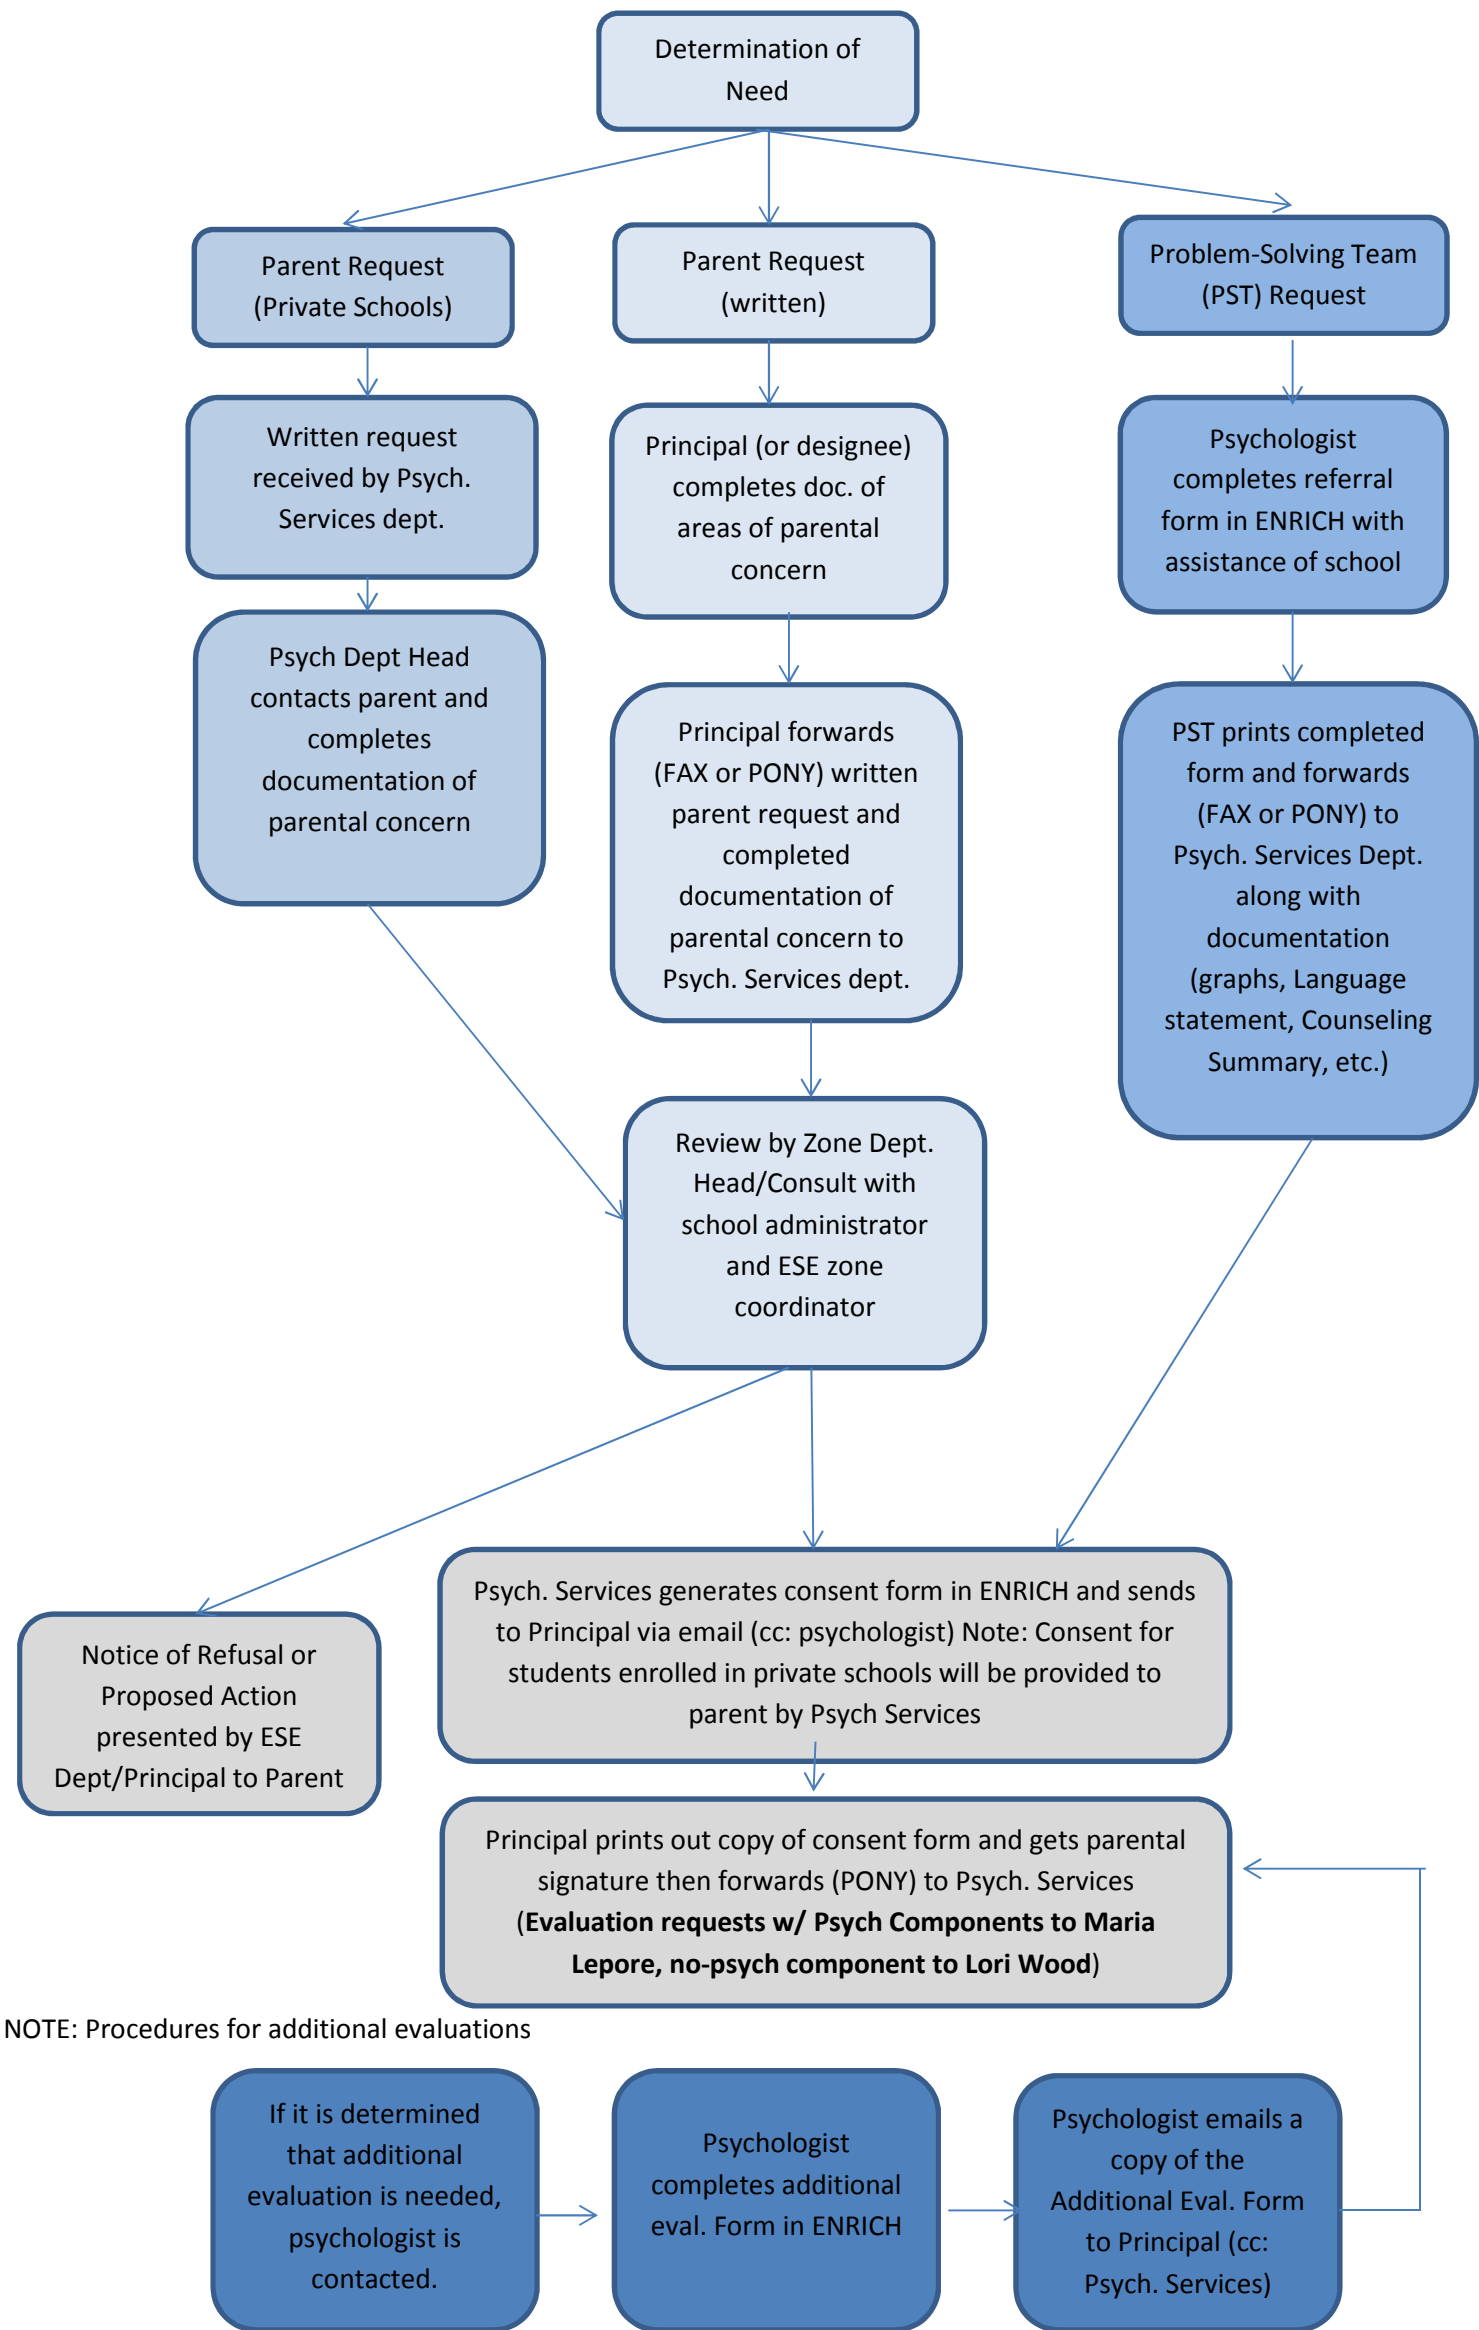 Determination of
Need
Parent Request
(Private Schools)
Parent Request
(written)
Problem-Solving Team
(PST) Request
Written request
received by Psych.
Services dept.
Principal (or designee)
completes doc. of
areas of parental
concern
Psychologist
completes referral
form in ENRICH with
assistance of school
Psych Dept Head
contacts parent and
completes
documentation of
parental concern
Principal forwards
(FAX or PONY) written
parent request and
completed
documentation of
parental concern to
Psych. Services dept.
PST prints completed
form and forwards
(FAX or PONY) to
Psych. Services Dept.
along with
documentation
(graphs, Language
statement, Counseling
Summary, etc.)
Review by Zone Dept.
Head/Consult with
school administrator
and ESE zone
coordinator
Notice of Refusal or
Proposed Action
presented by ESE
Dept/Principal to Parent
Psych. Services generates consent form in ENRICH and sends
to Principal via email (cc: psychologist) Note: Consent for
students enrolled in private schools will be provided to
parent by Psych Services
Principal prints out copy of consent form and gets parental
signature then forwards (PONY) to Psych. Services
(Evaluation requests w/ Psych Components to Maria
Lepore, no-psych component to Lori Wood)
NOTE: Procedures for additional evaluations
If it is determined
that additional
evaluation is needed,
psychologist is
contacted.
Psychologist
completes additional
eval. Form in ENRICH
Psychologist emails a
copy of the
Additional Eval. Form
to Principal (cc:
Psych. Services)